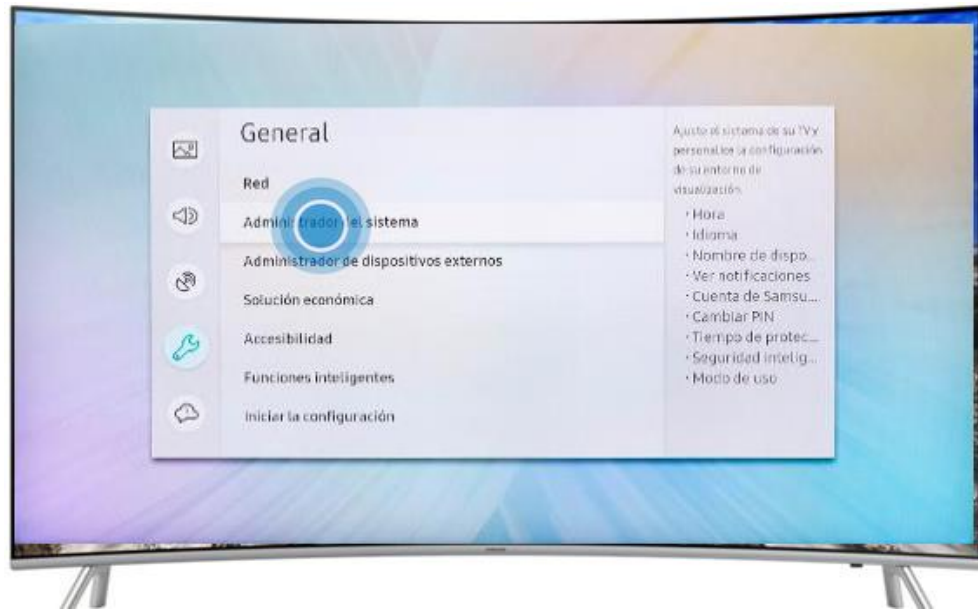 General
Red
Administrador del sistema
Administrador de dispositivos externos
Solución económica
Accesibilidad
Funciones inteligentes
Iniciar la configuración
Ajuste el sistema de su TV y
personalice la configuración
de su entorno de
visualización.
· Hora
· Idioma
· Nombre de dispo...
· Ver notificaciones
· Cuenta de Samsu...
· Cambiar PIN
· Tiempo de protec...
· Seguridad intelig...
· Modo de uso